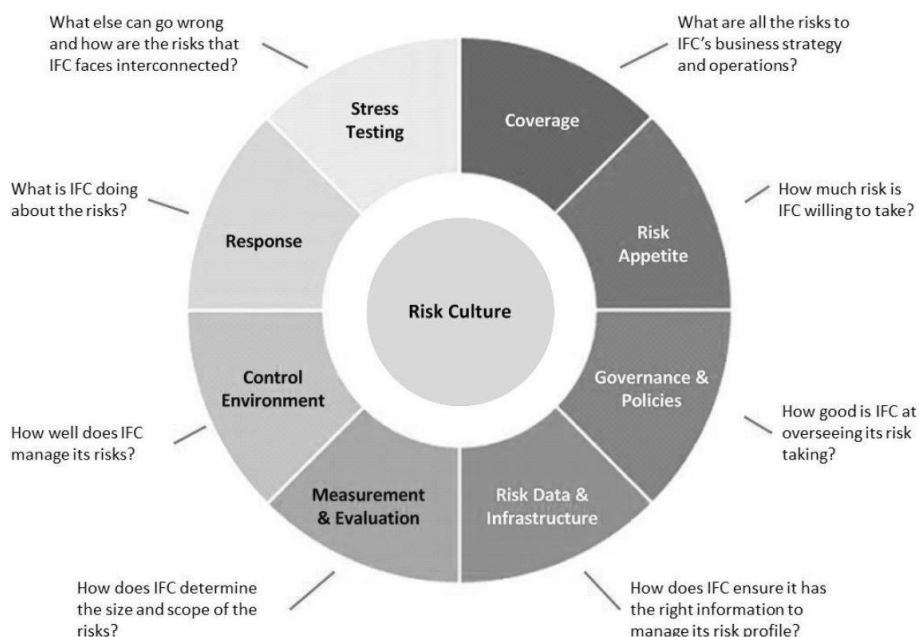 What else can go wrong
and how are the risks that
IFC faces interconnected?
What are all the risks to
IFC's business strategy
and operations?
Stress
Testing
Coverage
What is IFC doing
about the risks?
How much risk is
IFC willing to take?
Response
Risk
Appetite
Risk Culture
Control
Environment
Governance &
Policies
How well does IFC
manage its risks?
How good is IFC at
overseeing its risk
taking?
Measurement
& Evaluation
Risk Data &
Infrastructure
How does IFC determine
the size and scope of the
risks?
How does IFC ensure it has
the right information to
manage its risk profile?